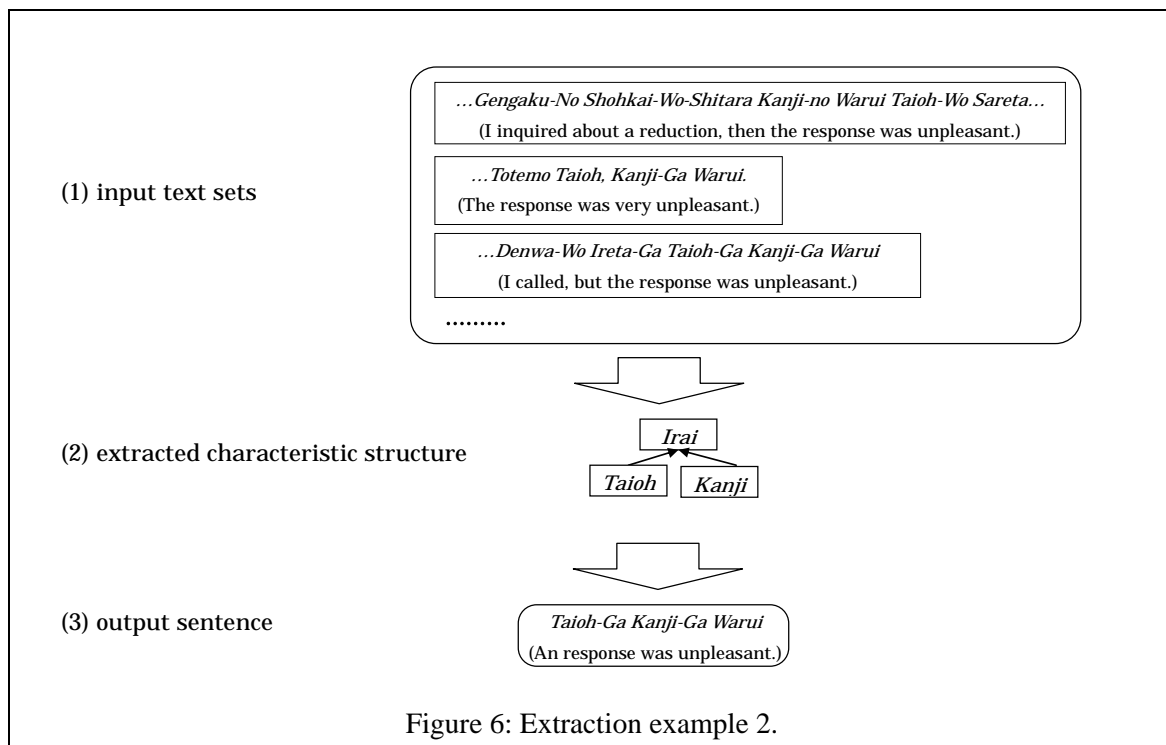 …Gengaku-No Shohkai-Wo-Shitara Kanji-no Warui Taioh-Wo Sareta…
(I inquired about a reduction, then the response was unpleasant.)
…Totemo Taioh, Kanji-Ga Warui.
(The response was very unpleasant.)
(1) input text sets
…Denwa-Wo Ireta-Ga Taioh-Ga Kanji-Ga Warui
(I called, but the response was unpleasant.)
………
Irai
(2) extracted characteristic structure
Taioh Kanji
(3) output sentence
Taioh-Ga Kanji-Ga Warui
(An response was unpleasant.)
Figure 6: Extraction example 2.